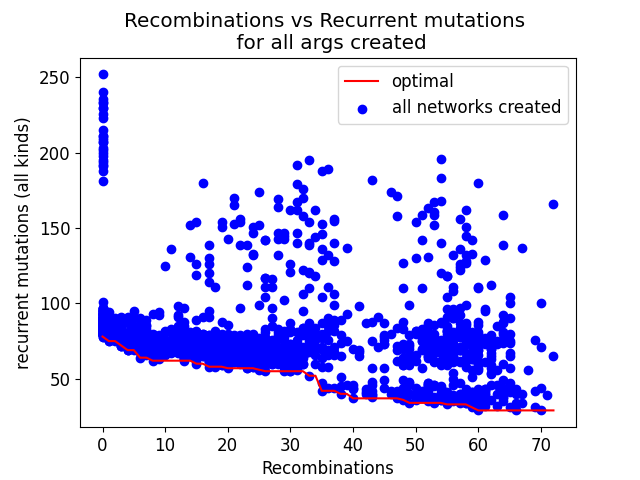 Recombinations vs Recurrent mutations
for all args created
optimal
all networks created
recurrent mutations (all kinds)
250
200
150
100
50
0 10 20 30 40 50 60 70
Recombinations